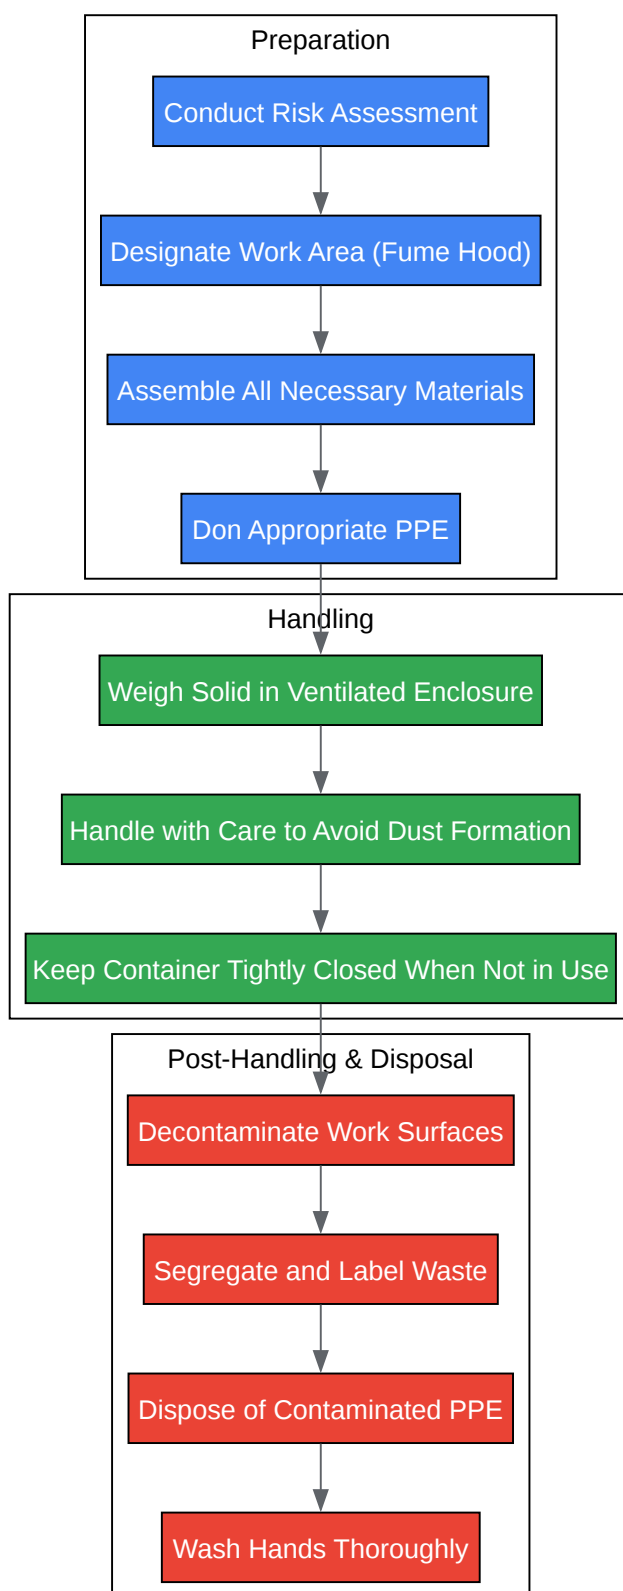 Preparation
Conduct Risk Assessment
Designate Work Area (Fume Hood)
Assemble All Necessary Materials
Don Appropriate PPE
Handling
Weigh Solid in Ventilated Enclosure
Handle with Care to Avoid Dust Formation
Keep Container Tightly Closed When Not in Use
Post-Handling & Disposal
Decontaminate Work Surfaces
Segregate and Label Waste
Dispose of Contaminated PPE
Wash Hands Thoroughly